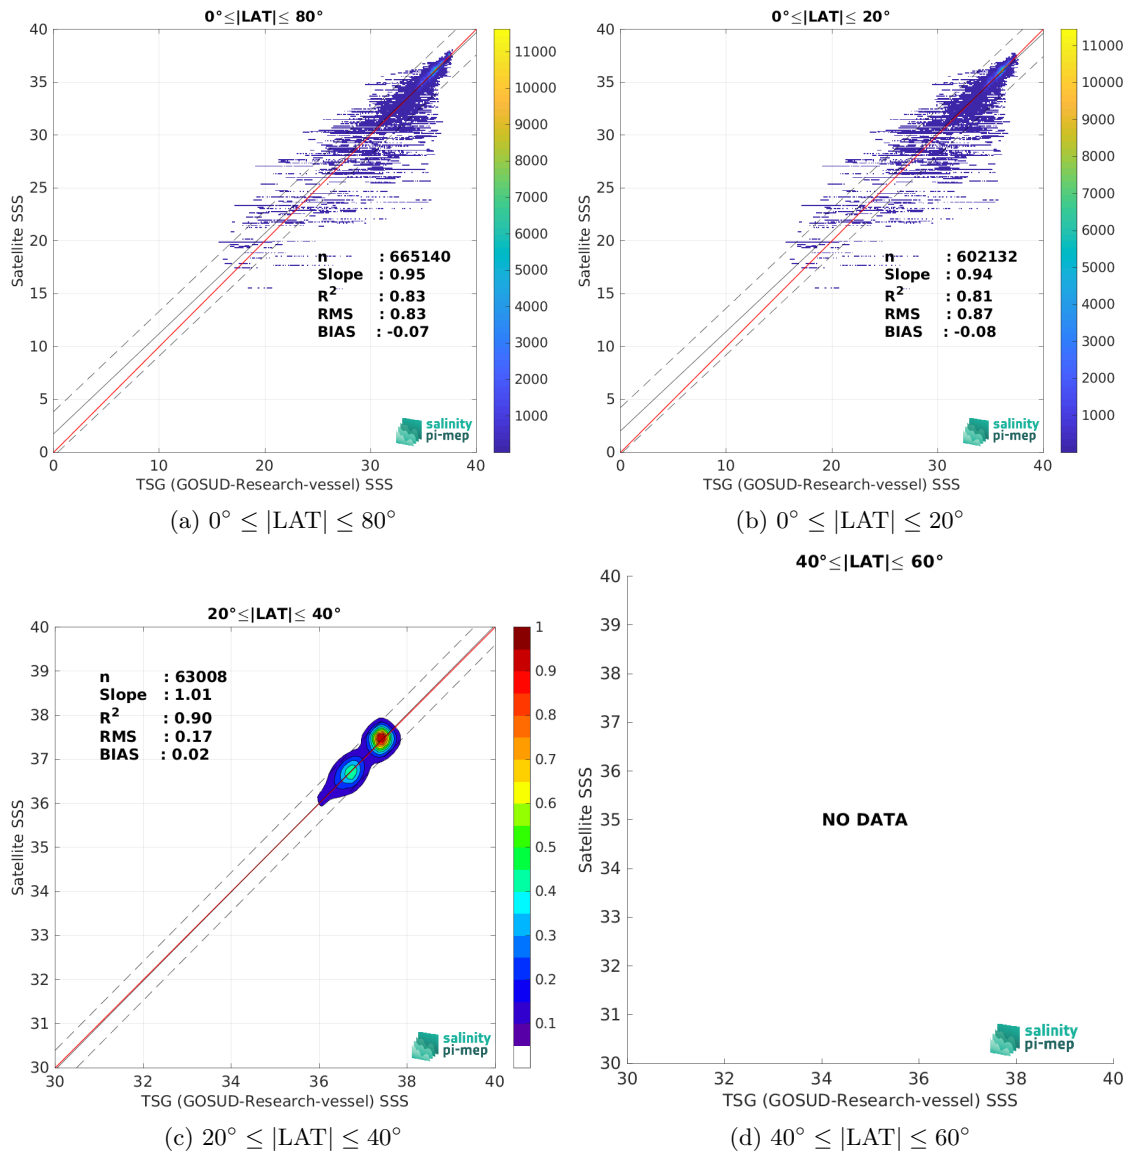 0°≤|LAT|≤ 80°
40
35
30
25
20
15
10
5
0
0
10
20
30
40
Satellite SSS
TSG (GOSUD-Research-vessel) SSS
n : 665140
Slope : 0.95
R2 : 0.83
RMS : 0.83
BIAS : -0.07
salinity
pi-mep
11000
10000
9000
8000
7000
6000
5000
4000
3000
2000
1000
(a) 0° ≤ |LAT| ≤ 80°
0°≤|LAT|≤ 20°
40
35
30
25
20
15
10
5
0
0
10
20
30
40
Satellite SSS
TSG (GOSUD-Research-vessel) SSS
n : 602132
Slope : 0.94
R2 : 0.81
RMS : 0.87
BIAS : -0.08
salinity
pi-mep
11000
10000
9000
8000
7000
6000
5000
4000
3000
2000
1000
(b) 0° ≤ |LAT| ≤ 20°
20°≤|LAT|≤ 40°
40
39
38
37
36
35
34
33
32
31
30
30
32
34
36
38
40
Satellite SSS
TSG (GOSUD-Research-vessel) SSS
n : 63008
Slope : 1.01
R2 : 0.90
RMS : 0.17
BIAS : 0.02
salinity
pi-mep
1
0.9
0.8
0.7
0.6
0.5
0.4
0.3
0.2
0.1
(c) 20° ≤ |LAT| ≤ 40°
40°≤|LAT|≤ 60°
40
39
38
37
36
35
34
33
32
31
30
30
32
34
36
38
40
Satellite SSS
TSG (GOSUD-Research-vessel) SSS
NO DATA
salinity
pi-mep
(d) 40° ≤ |LAT| ≤ 60°